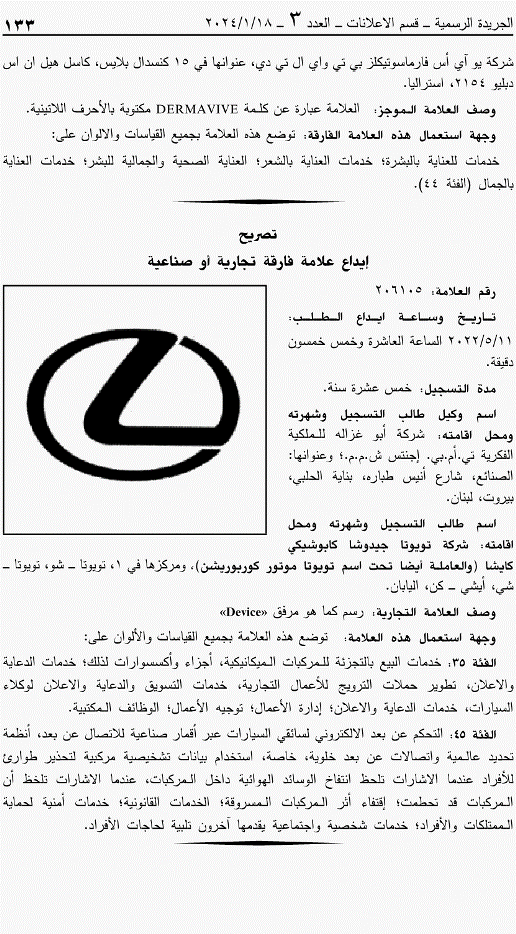 الجريدة الرسمية ــ قسم الاعلانات ــ العدد ٣ ــ ٢٠٢٤/١/١٨
١٣٣
شركة يو آي أس فارماسوتيكلز بي تي واي ال تي دي، عنوانها في ١٥ كنسدال بلايس، كاسل هيل ان اس
دبليو ٢١٥٤، استراليا.
وصف العلامة الموجز: العلامة عبارة عن كلمة DERMAVIVE مكتوبة بالأحرف اللاتينية.
وجهة استعمال هذه العلامة الفارقة: توضع هذه العلامة بجميع القياسات والالوان على:
خدمات للعناية بالبشرة؛ خدمات العناية بالشعر؛ العناية الصحية والجمالية للبشر؛ خدمات العناية
بالجمال (الفئة ٤٤).
تصريح
إيداع علامة فارقة تجارية أو صناعية
رقم العلامة: ٢٠٦١٠٥
تاريخ وساعة ايداع الطلب:
٢٠٢٢/٥/١١ الساعة العاشرة وخمس خمسون
دقيقة.
مدة التسجيل: خمس عشرة سنة.
اسم وكيل طالب التسجيل وشهرته
ومحل اقامته: شركة أبو غزاله للملكية
الفكرية تي.أم.بي. إجنتس ش.م.م.؛ وعنوانها:
الصنائع، شارع أنيس طباره، بناية الحلبي،
بيروت، لبنان.
اسم طالب التسجيل وشهرته ومحل
اقامته: شركة تويوتا جيدوشا كابوشيكي
كايشا (والعاملة ايضا تحت اسم تويوتا موتور كوربوريشن)، ومركزها في ١، تويوتا ــ شو، تويوتا ــ
شي، أيشي ــ كن، اليابان.
وصف العلامة التجارية: رسم كما هو مرفق «Device»
وجهة استعمال هذه العلامة: توضع هذه العلامة بجميع القياسات والألوان على:
الفئة ٣٥: خدمات البيع بالتجزئة للمركبات الميكانيكية، أجزاء وأكسسوارات لذلك؛ خدمات الدعاية
والاعلان، تطوير حملات الترويج للأعمال التجارية، خدمات التسويق والدعاية والاعلان لوكلاء
السيارات، خدمات الدعاية والاعلان؛ إدارة الأعمال؛ توجيه الأعمال؛ الوظائف المكتبية.
الفئة ٤٥: التحكم عن بعد الالكتروني لسائقي السيارات عبر أقمار صناعية للاتصال عن بعد، أنظمة
تحديد عالمية واتصالات عن بعد خلوية، خاصة، استخدام بيانات تشخيصية مركبية لتحذير طوارئ
للأفراد عندما الاشارات تلحظ انتفاخ الوسائد الهوائية داخل المركبات، عندما الاشارات تلخظ أن
المركبات قد تحطمت؛ إقتفاء أثر المركبات المسروقة؛ الخدمات القانونية؛ خدمات أمنية لحماية
الممتلكات والأفراد؛ خدمات شخصية واجتماعية يقدمها آخرون تلبية لحاجات الأفراد.